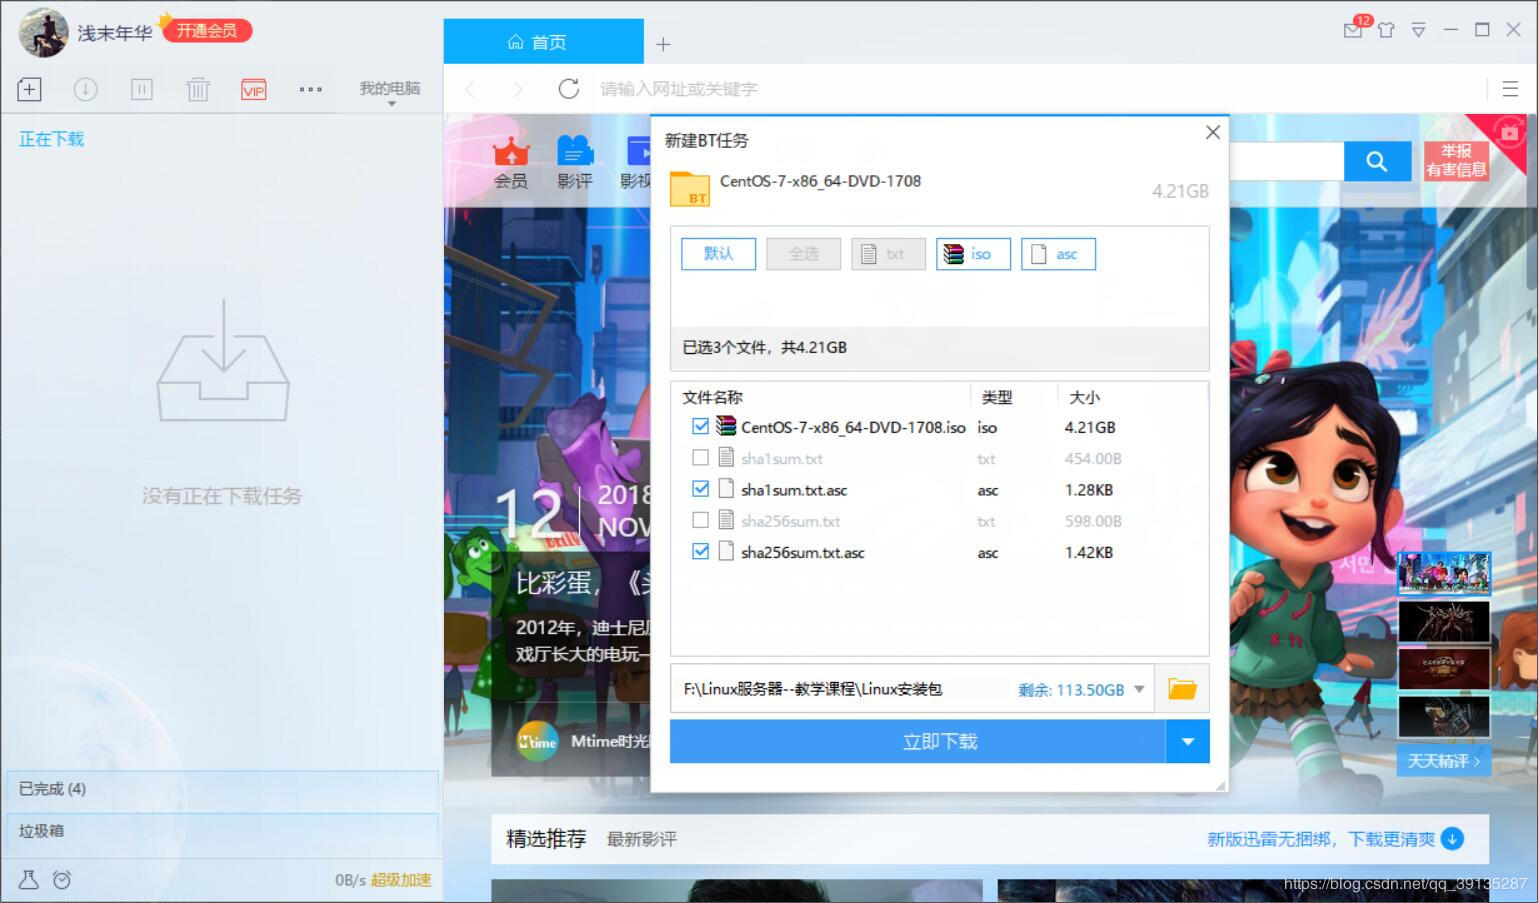 浅末年华
开通会员
首页
12
我的电脑
VIP
请输入网址或关键字
正在下载
没有正在下载任务
已完成 (4)
垃圾箱
0B/s 超级加速
会员
影评
影视
举报
有害信息
新建BT任务
BT
CentOS-7-x86_64-DVD-1708
4.21GB
默认
全选
txt
iso
asc
已选3个文件，共4.21GB
文件名称 类型 大小
CentOS-7-x86_64-DVD-1708.iso iso 4.21GB
sha1sum.txt txt 454.00B
sha1sum.txt.asc asc 1.28KB
sha256sum.txt txt 598.00B
sha256sum.txt.asc asc 1.42KB
F:\Linux服务器--教学课程\Linux安装包 剩余: 113.50GB
立即下载
12
2018
NOV
比彩蛋，《
2012年，迪士尼
戏厅长大的电玩一
Mtime
Mtime时光
天天精评
精选推荐 最新影评
新版迅雷无捆绑，下载更清爽
https://blog.csdn.net/qq_39135287